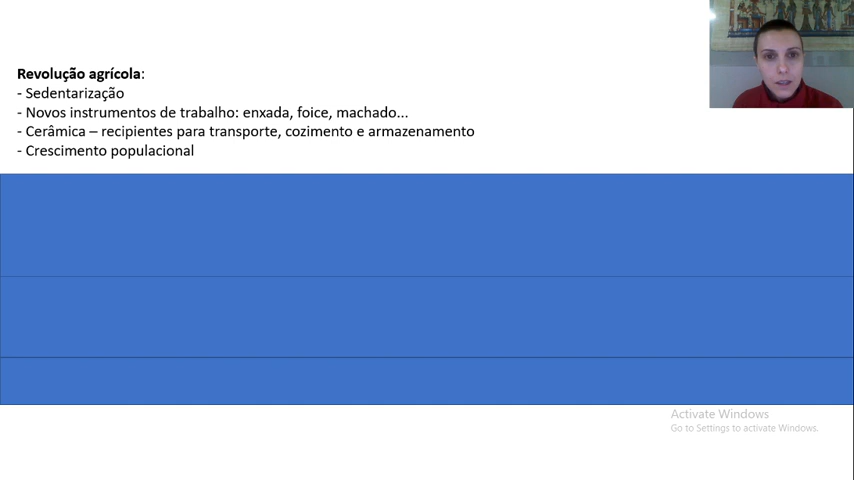 Revolução agrícola:
- Sedentarização
- Novos instrumentos de trabalho: enxada, foice, machado...
- Cerâmica – recipientes para transporte, cozimento e armazenamento
- Crescimento populacional
Activate Windows
Go to Settings to activate Windows.